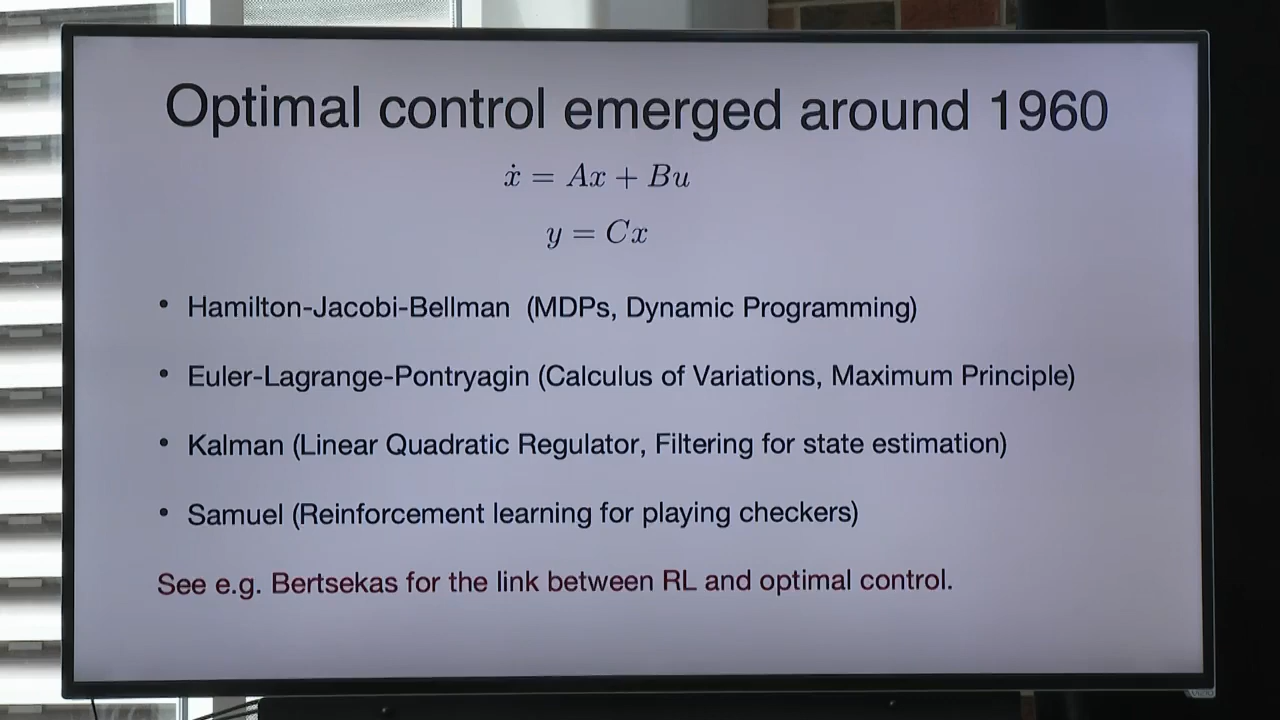 Optimal control emerged around 1960
ẋ = Ax + Bu
y = Cx
• Hamilton-Jacobi-Bellman (MDPs, Dynamic Programming)
• Euler-Lagrange-Pontryagin (Calculus of Variations, Maximum Principle)
• Kalman (Linear Quadratic Regulator, Filtering for state estimation)
• Samuel (Reinforcement learning for playing checkers)
See e.g. Bertsekas for the link between RL and optimal control.